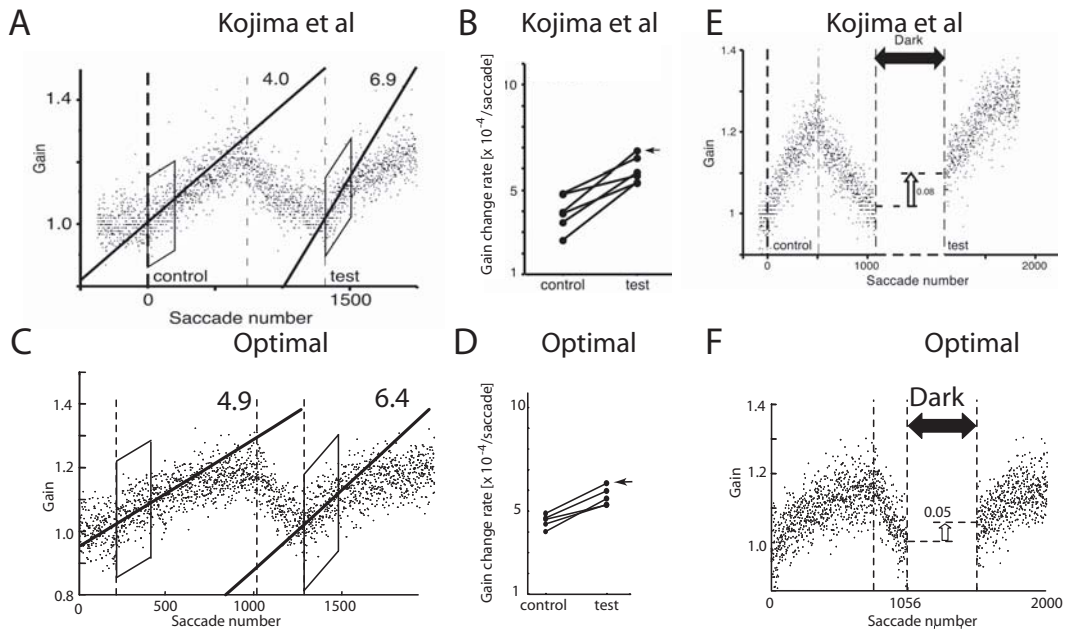 A Kojima et al
Gain
1.4
1.2
1.0
4.0
6.9
control
test
0
1500
Saccade number
B Kojima et al
Gain change rate [x 10⁻⁴/saccade]
10
5
1
control
test
E Kojima et al
Dark
Gain
1.4
1.2
1
0.08
control
test
0
1000
2000
Saccade number
C Optimal
Gain
1.4
1.2
1.0
0.8
4.9
6.4
0
500
1000
1500
Saccade number
D Optimal
Gain change rate [x 10⁻⁴/saccade]
10
5
1
control
test
F Optimal
Dark
Gain
1.4
1.2
1.0
0.05
0
1056
2000
Saccade number